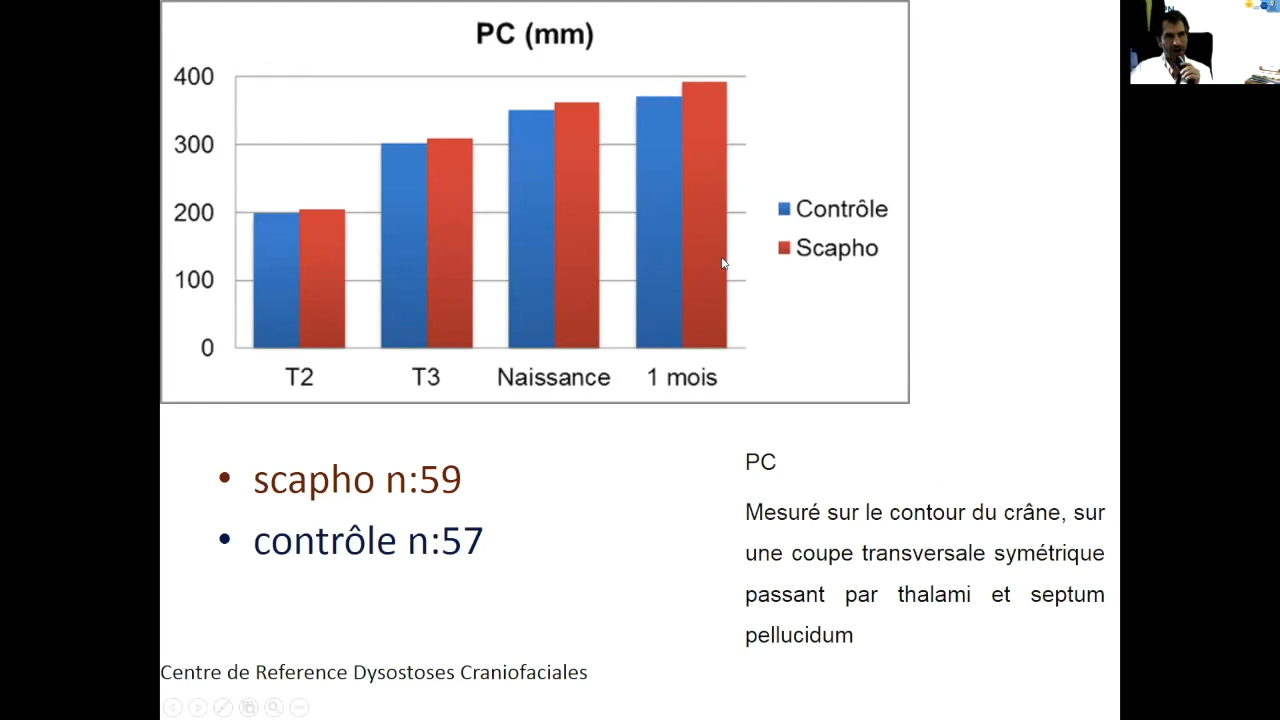 PC (mm)
400
300
200
100
0
T2 T3 Naissance 1 mois
Contrôle
Scapho
• scapho n:59
• contrôle n:57
PC
Mesuré sur le contour du crâne, sur
une coupe transversale symétrique
passant par thalami et septum
pellucidum
Centre de Reference Dysostoses Craniofaciales